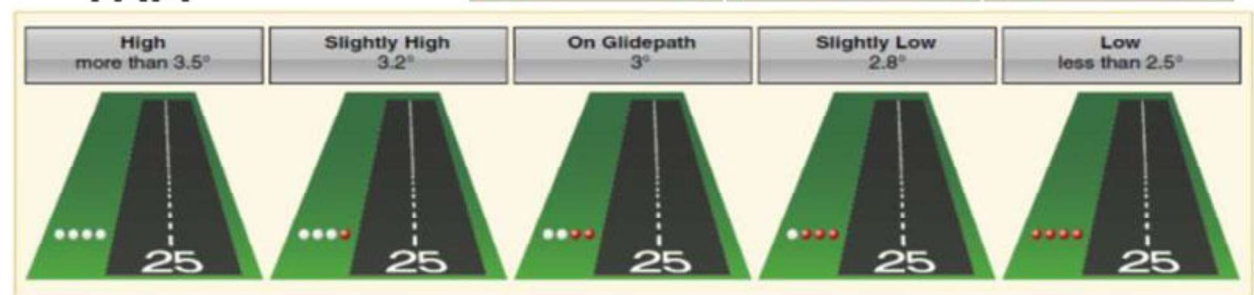 High
more than 3.5°
Slightly High
3.2°
On Glidepath
3°
Slightly Low
2.8°
Low
less than 2.5°
25
25
25
25
25